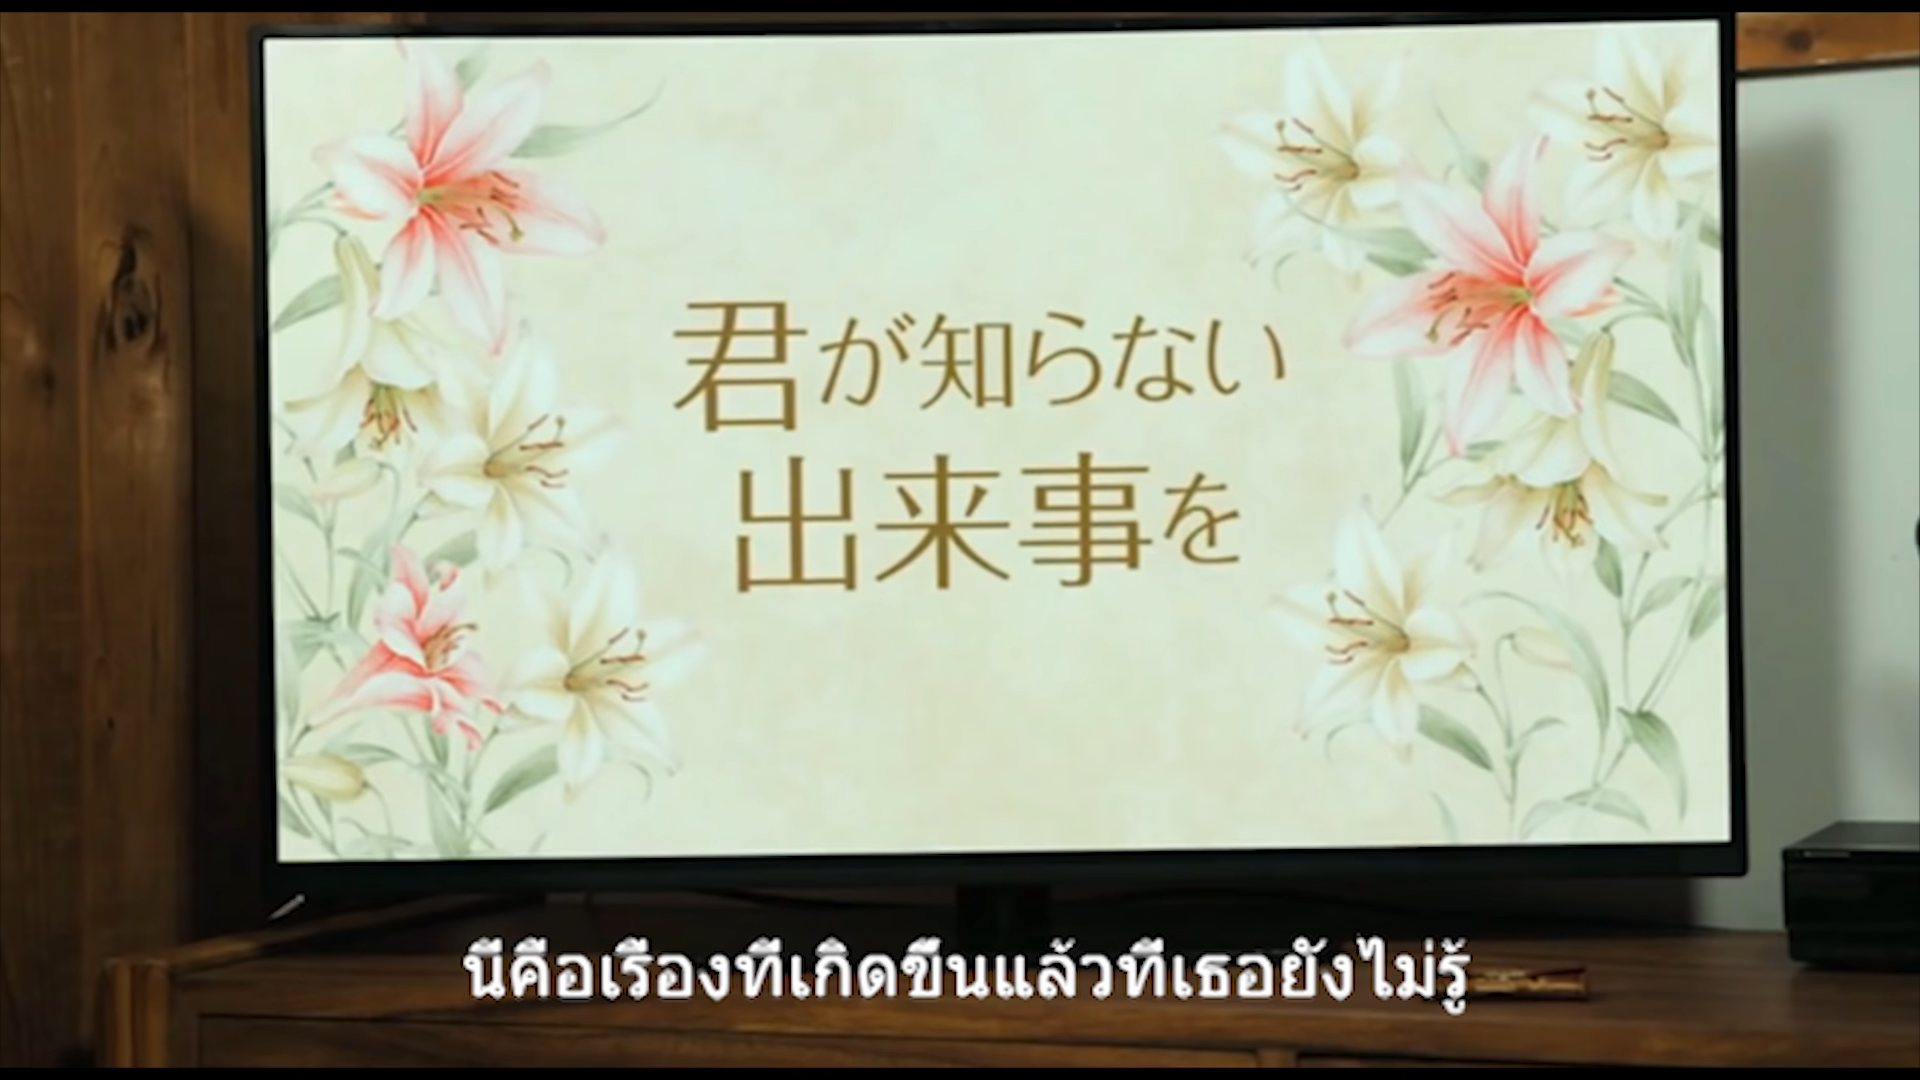 君が知らない
出来事を
นี่คือเรื่องที่เกิดขึ้นแล้วที่เธอยังไม่รู้